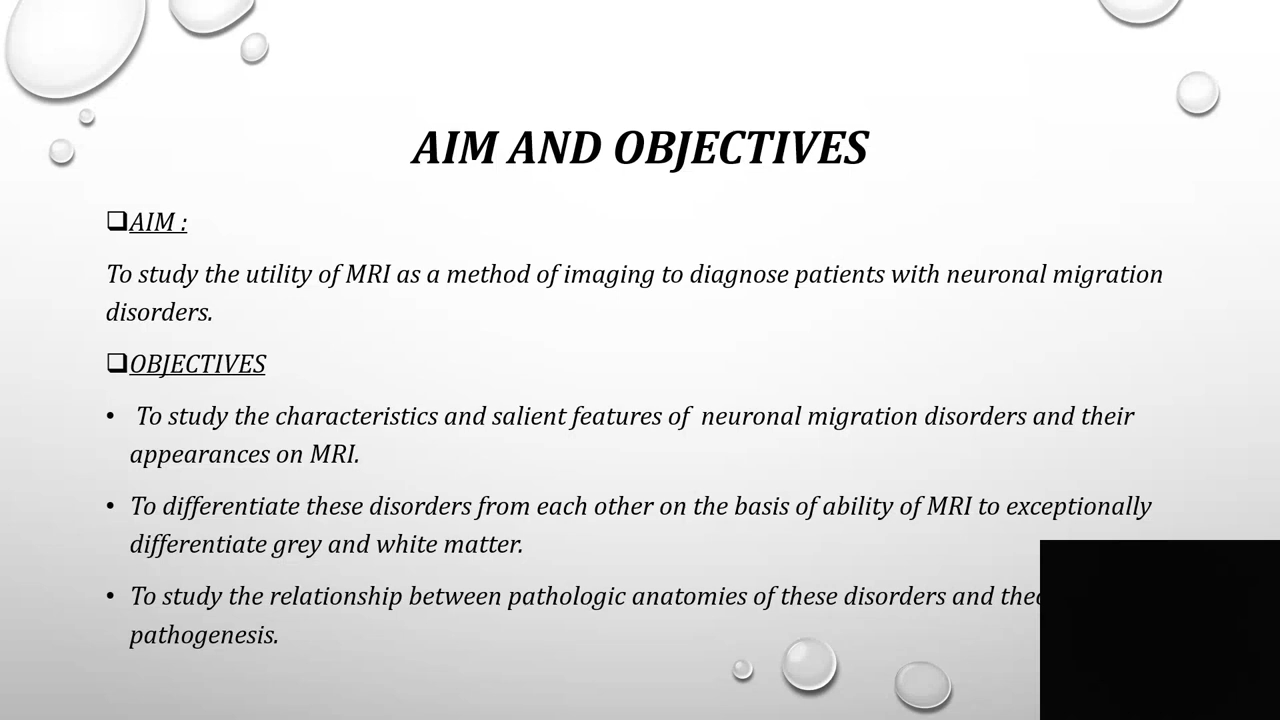 AIM AND OBJECTIVES
❑AIM :
To study the utility of MRI as a method of imaging to diagnose patients with neuronal migration
disorders.
❑OBJECTIVES
• To study the characteristics and salient features of neuronal migration disorders and their
appearances on MRI.
• To differentiate these disorders from each other on the basis of ability of MRI to exceptionally
differentiate grey and white matter.
• To study the relationship between pathologic anatomies of these disorders and
pathogenesis.